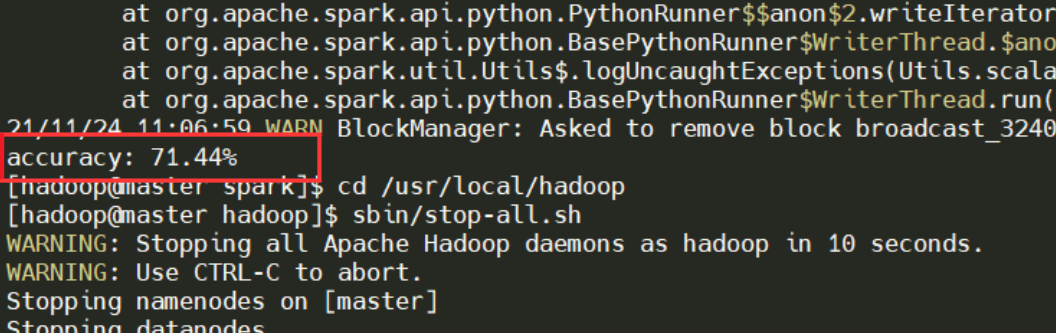 at org.apache.spark.api.python.PythonRunner$$anon$2.writeIterator
at org.apache.spark.api.python.BasePythonRunner$WriterThread.$ano
at org.apache.spark.util.Utils$.logUncaughtExceptions(Utils.scala
at org.apache.spark.api.python.BasePythonRunner$WriterThread.run(
21/11/24 11:06:59 WARN BlockManager: Asked to remove block broadcast_3240
accuracy: 71.44%
[hadoop@master spark]$ cd /usr/local/hadoop
[hadoop@master hadoop]$ sbin/stop-all.sh
WARNING: Stopping all Apache Hadoop daemons as hadoop in 10 seconds.
WARNING: Use CTRL-C to abort.
Stopping namenodes on [master]
Stopping datanodes